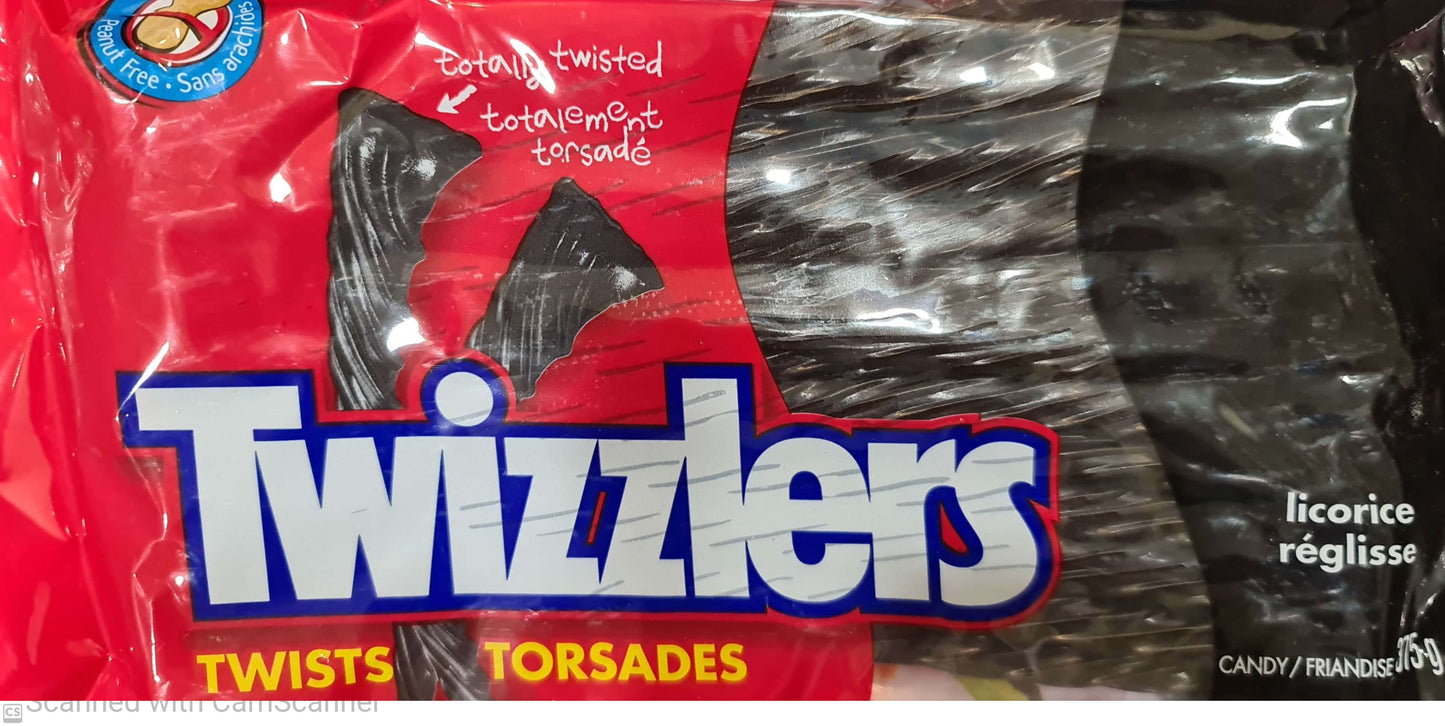 Peanut Free • Sans arachides
totally twisted
totalement
torsadé
Twizzlers
TWISTS TORSADES
licorice
réglisse
CANDY / FRIANDISE 375 g
CS Scanned with CamScanner